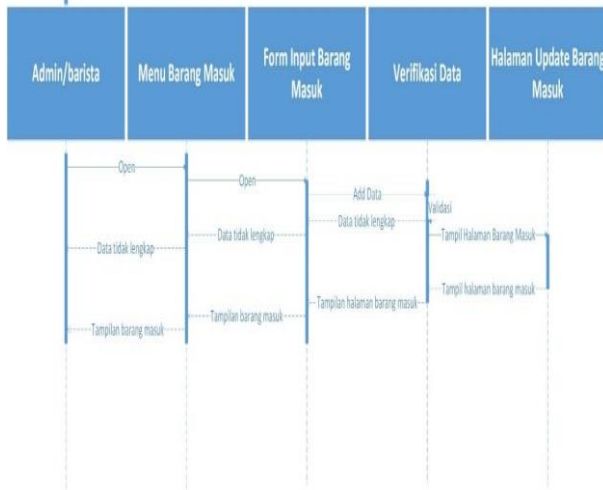 Admin/barista
Menu Barang Masuk
Form Input Barang
Masuk
Verifikasi Data
Halaman Update Barang
Masuk
Open
Open
Add Data
Validasi
Data tidak lengkap
Data tidak lengkap
Tampil Halaman Barang Masuk
Data tidak lengkap
Tampil halaman barang masuk
Tampilan halaman barang masuk
Tampilan barang masuk
Tampilan barang masuk